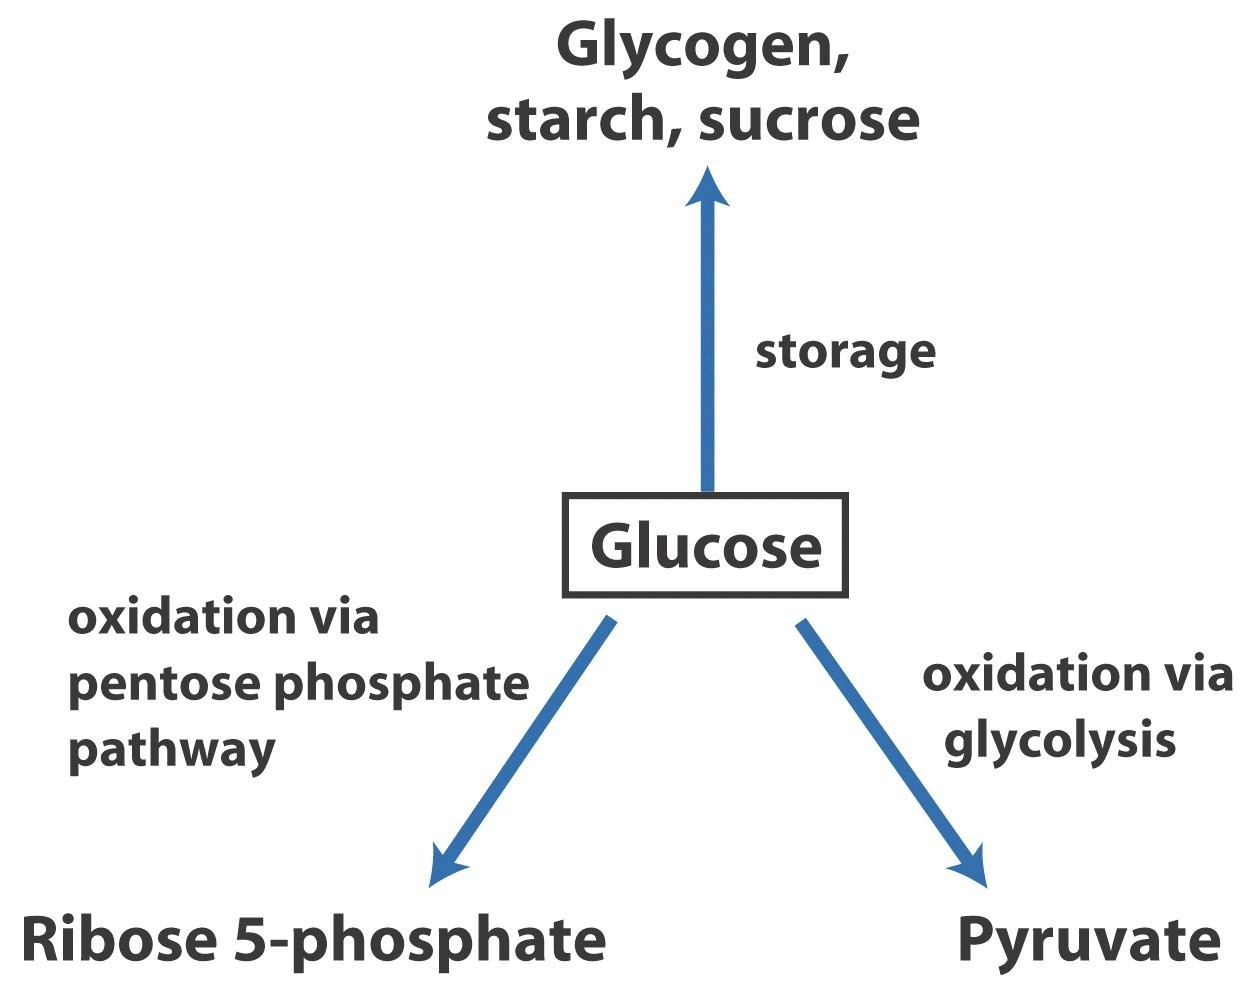 Glycogen,
starch, sucrose
storage
Glucose
oxidation via
pentose phosphate
pathway
oxidation via
glycolysis
Ribose 5-phosphate
Pyruvate